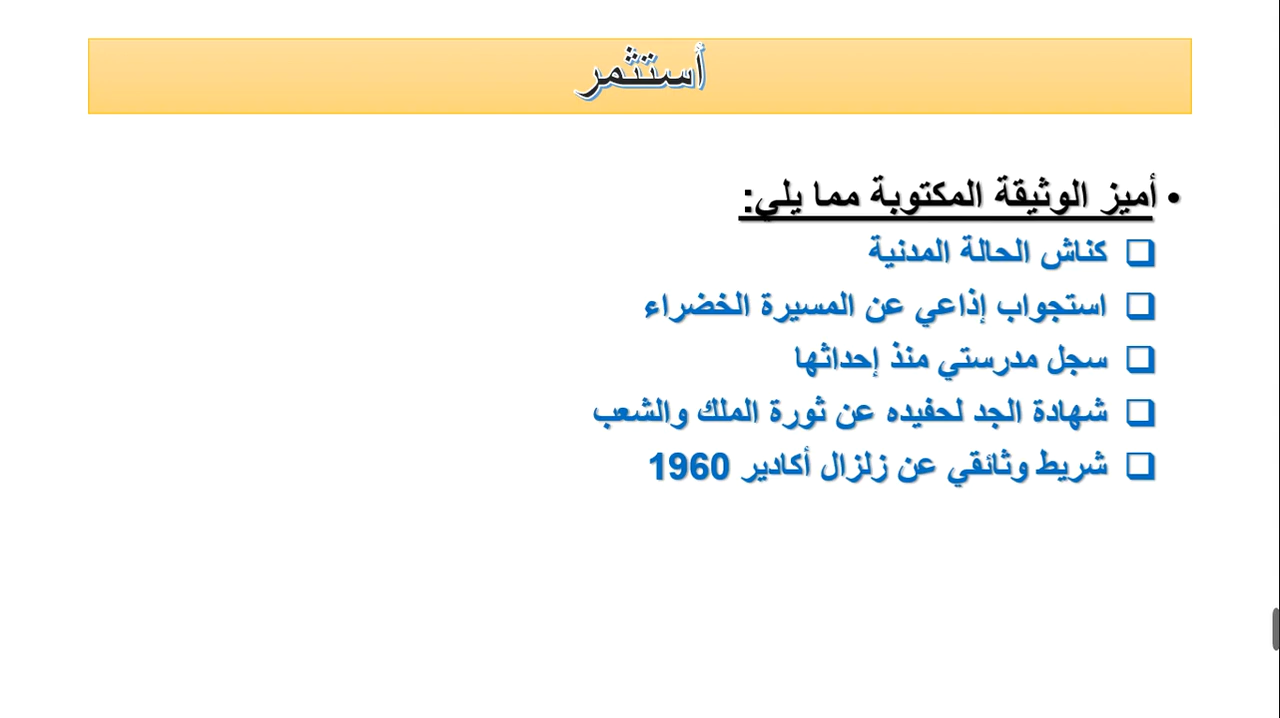 أستثمر
• أميز الوثيقة المكتوبة مما يلي:
❑ كناش الحالة المدنية
❑ استجواب إذاعي عن المسيرة الخضراء
❑ سجل مدرستي منذ إحداثها
❑ شهادة الجد لحفيده عن ثورة الملك والشعب
❑ شريط وثائقي عن زلزال أكادير 1960